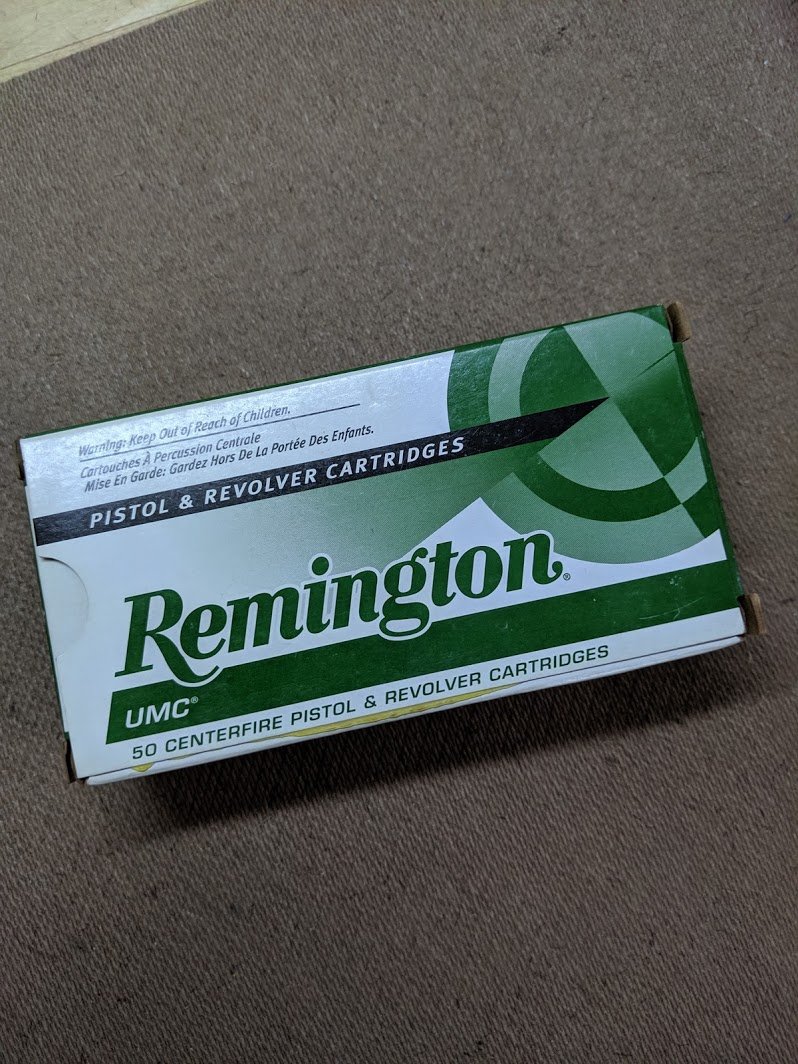 Warning: Keep Out of Reach of Children.
Cartouches À Percussion Centrale
Mise En Garde: Gardez Hors De La Portée Des Enfants.
PISTOL & REVOLVER CARTRIDGES
Remington®
UMC®
50 CENTERFIRE PISTOL & REVOLVER CARTRIDGES